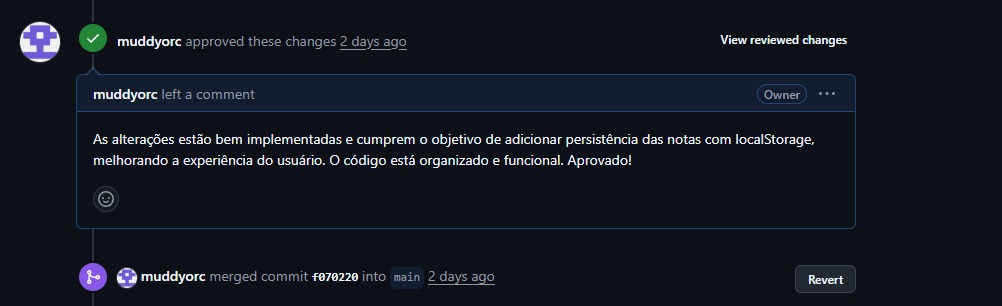 muddyorc approved these changes 2 days ago View reviewed changes
muddyorc left a comment Owner ...
As alterações estão bem implementadas e cumprem o objetivo de adicionar persistência das notas com localStorage,
melhorando a experiência do usuário. O código está organizado e funcional. Aprovado!
muddyorc merged commit f070220 into main 2 days ago Revert